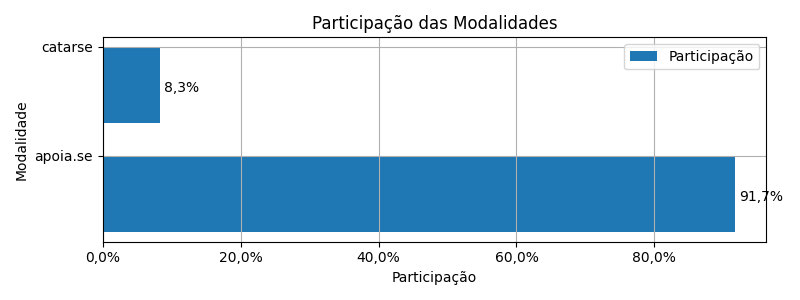 Participação das Modalidades
catarse
Participação
8,3%
Modalidade
apoia.se
91,7%
0,0% 20,0% 40,0% 60,0% 80,0%
Participação